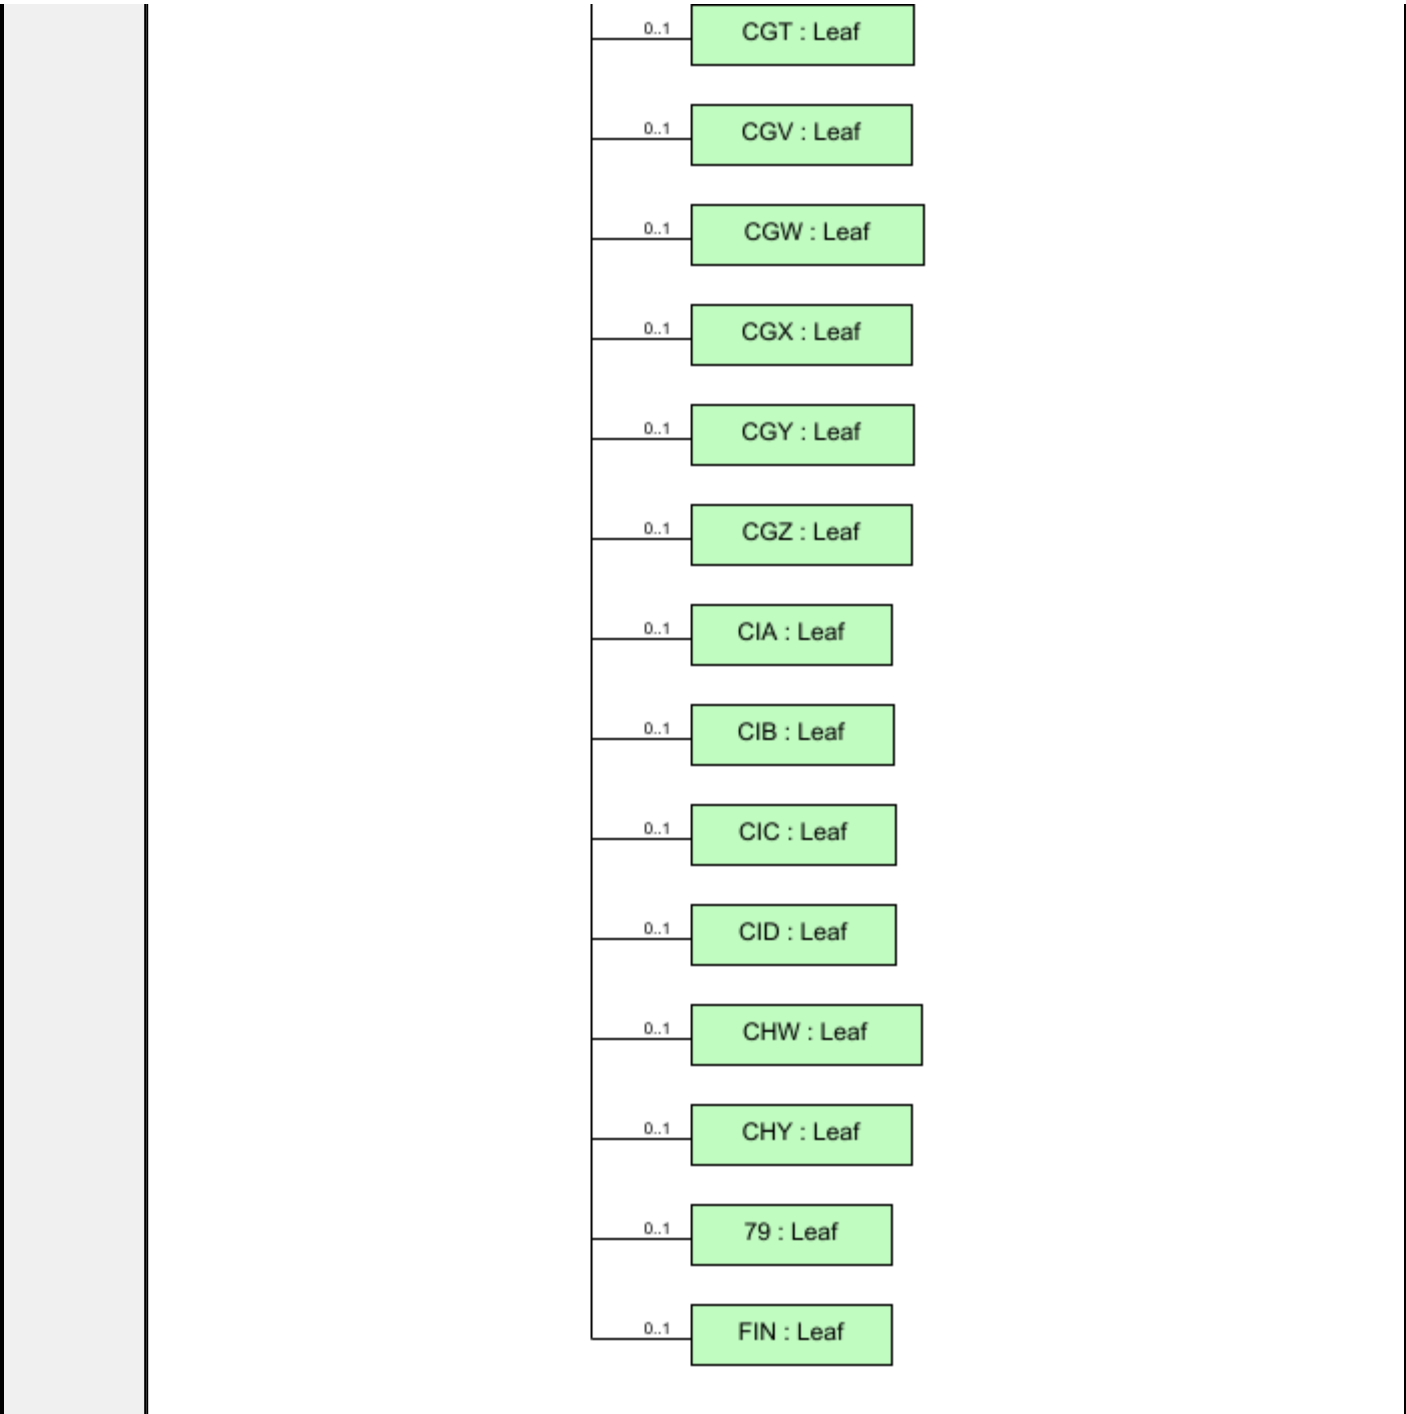 0..1 CGT : Leaf
0..1 CGV : Leaf
0..1 CGW : Leaf
0..1 CGX : Leaf
0..1 CGY : Leaf
0..1 CGZ : Leaf
0..1 CIA : Leaf
0..1 CIB : Leaf
0..1 CIC : Leaf
0..1 CID : Leaf
0..1 CHW : Leaf
0..1 CHY : Leaf
0..1 79 : Leaf
0..1 FIN : Leaf